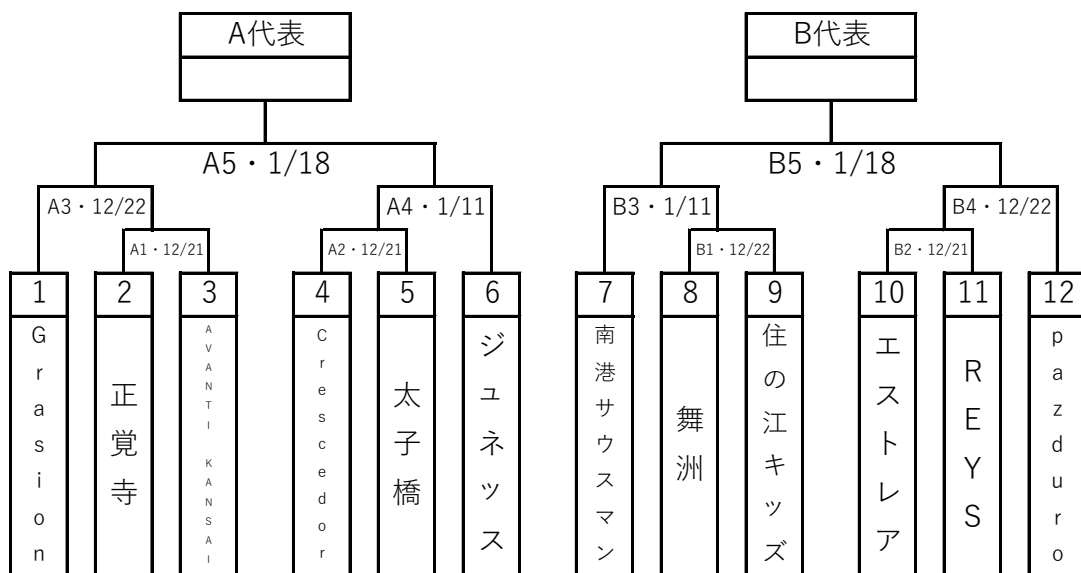 A代表
B代表
A5・1/18
B5・1/18
A3・12/22
A4・1/11
B3・1/11
B4・12/22
A1・12/21
A2・12/21
B1・12/22
B2・12/21
1
2
3
4
5
6
7
8
9
10
11
12
Grasion
正覚寺
AVANTI KANSAI
Crescedor
太子橋
ジュネッス
南港サウスマン
舞洲
住の江キッズ
エストレア
REYS
pazduro